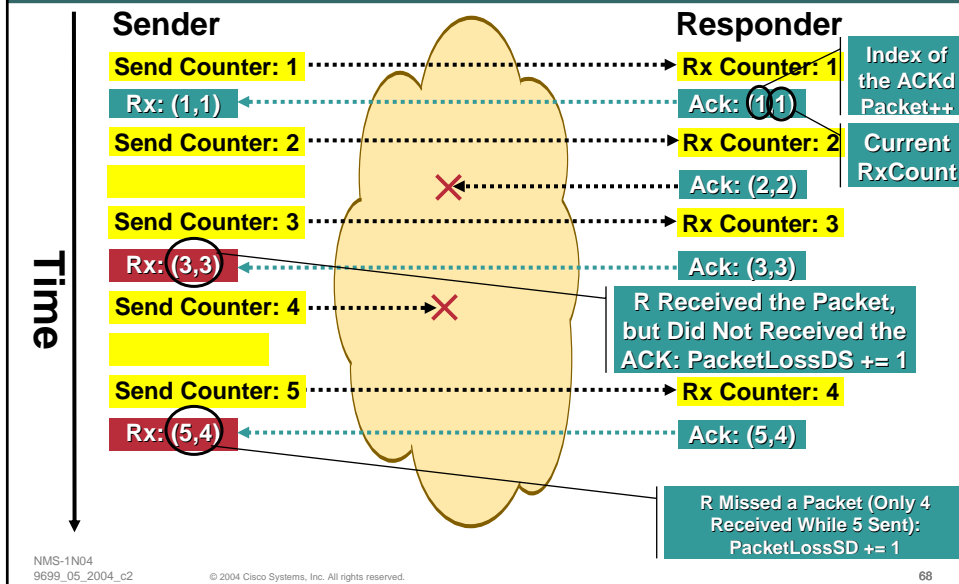 Sender
Responder
Send Counter: 1
Rx Counter: 1
Index of
the ACKd
Packet++
Rx: (1,1)
Ack: (1,1)
Send Counter: 2
Rx Counter: 2
Current
RxCount
Ack: (2,2)
Send Counter: 3
Rx Counter: 3
Time
Rx: (3,3)
Ack: (3,3)
Send Counter: 4
R Received the Packet,
but Did Not Received the
ACK: PacketLossDS += 1
Send Counter: 5
Rx Counter: 4
Rx: (5,4)
Ack: (5,4)
R Missed a Packet (Only 4
Received While 5 Sent):
PacketLossSD += 1
NMS-1N04
9699_05_2004_c2
© 2004 Cisco Systems, Inc. All rights reserved.
68